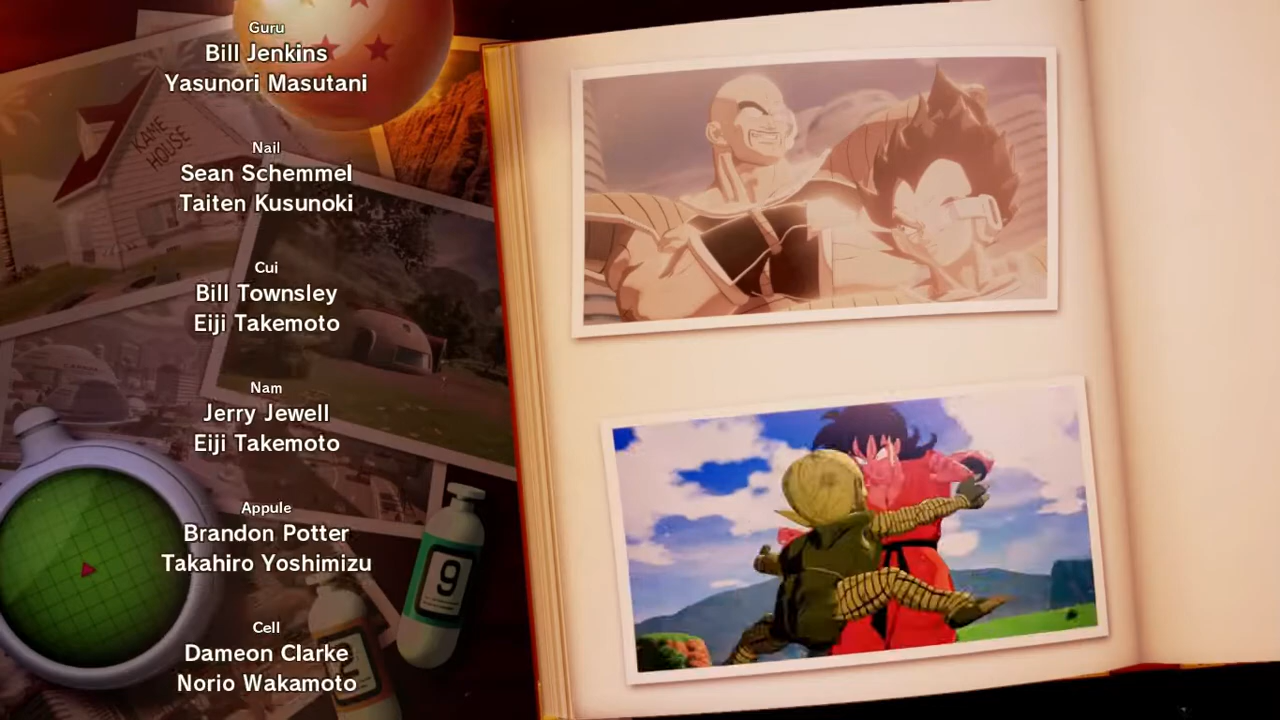 Guru
Bill Jenkins
Yasunori Masutani
KAME
HOUSE
Nail
Sean Schemmel
Taiten Kusunoki
Cui
Bill Townsley
Eiji Takemoto
Nam
Jerry Jewell
Eiji Takemoto
Appule
Brandon Potter
Takahiro Yoshimizu
9
Cell
Dameon Clarke
Norio Wakamoto